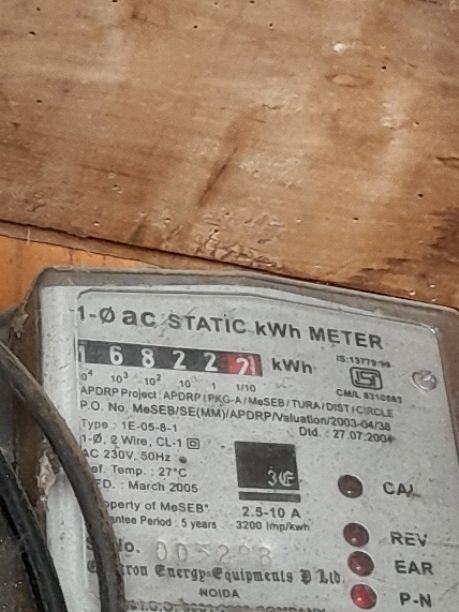 1-Ø ac STATIC kWh METER
1 6 8 2 2 2 kWh
IS:13779-99
10⁴ 10³ 10² 10 1 1/10
CM/L 8310583
APDRP Project : APDRP / PKG-A / MeSEB / TURA / DIST / CIRCLE
P.O. No. MeSEB/SE(MM)/APDRP/Valuation/2003-04/38
Dtd. : 27.07.2004
Type : 1E-05-8-1
1-Ø, 2 Wire, CL-1
AC 230V, 50Hz
Ref. Temp. : 27°C
March 2005
"Property of MeSEB"
5 years
2.5-10 A
3200 Imp/kwh
No.
Energy Equipments P Ltd.
NOIDA
CAL
REV
EAR
P-N